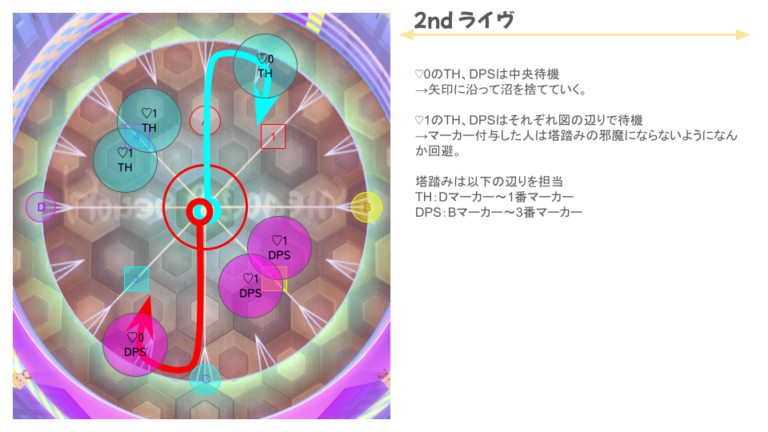 2nd ライヴ
♡0のTH、DPSは中央待機
→矢印に沿って沼を捨てていく。
♡1のTH、DPSはそれぞれ図の辺りで待機
→マーカー付与した人は塔踏みの邪魔にならないようになん
か回避。
塔踏みは以下の辺りを担当
TH：Dマーカー～1番マーカー
DPS：Bマーカー～3番マーカー
♡0
TH
♡1
TH
♡1
TH
A
1
D
B
♡1
DPS
♡1
DPS
♡0
DPS
C